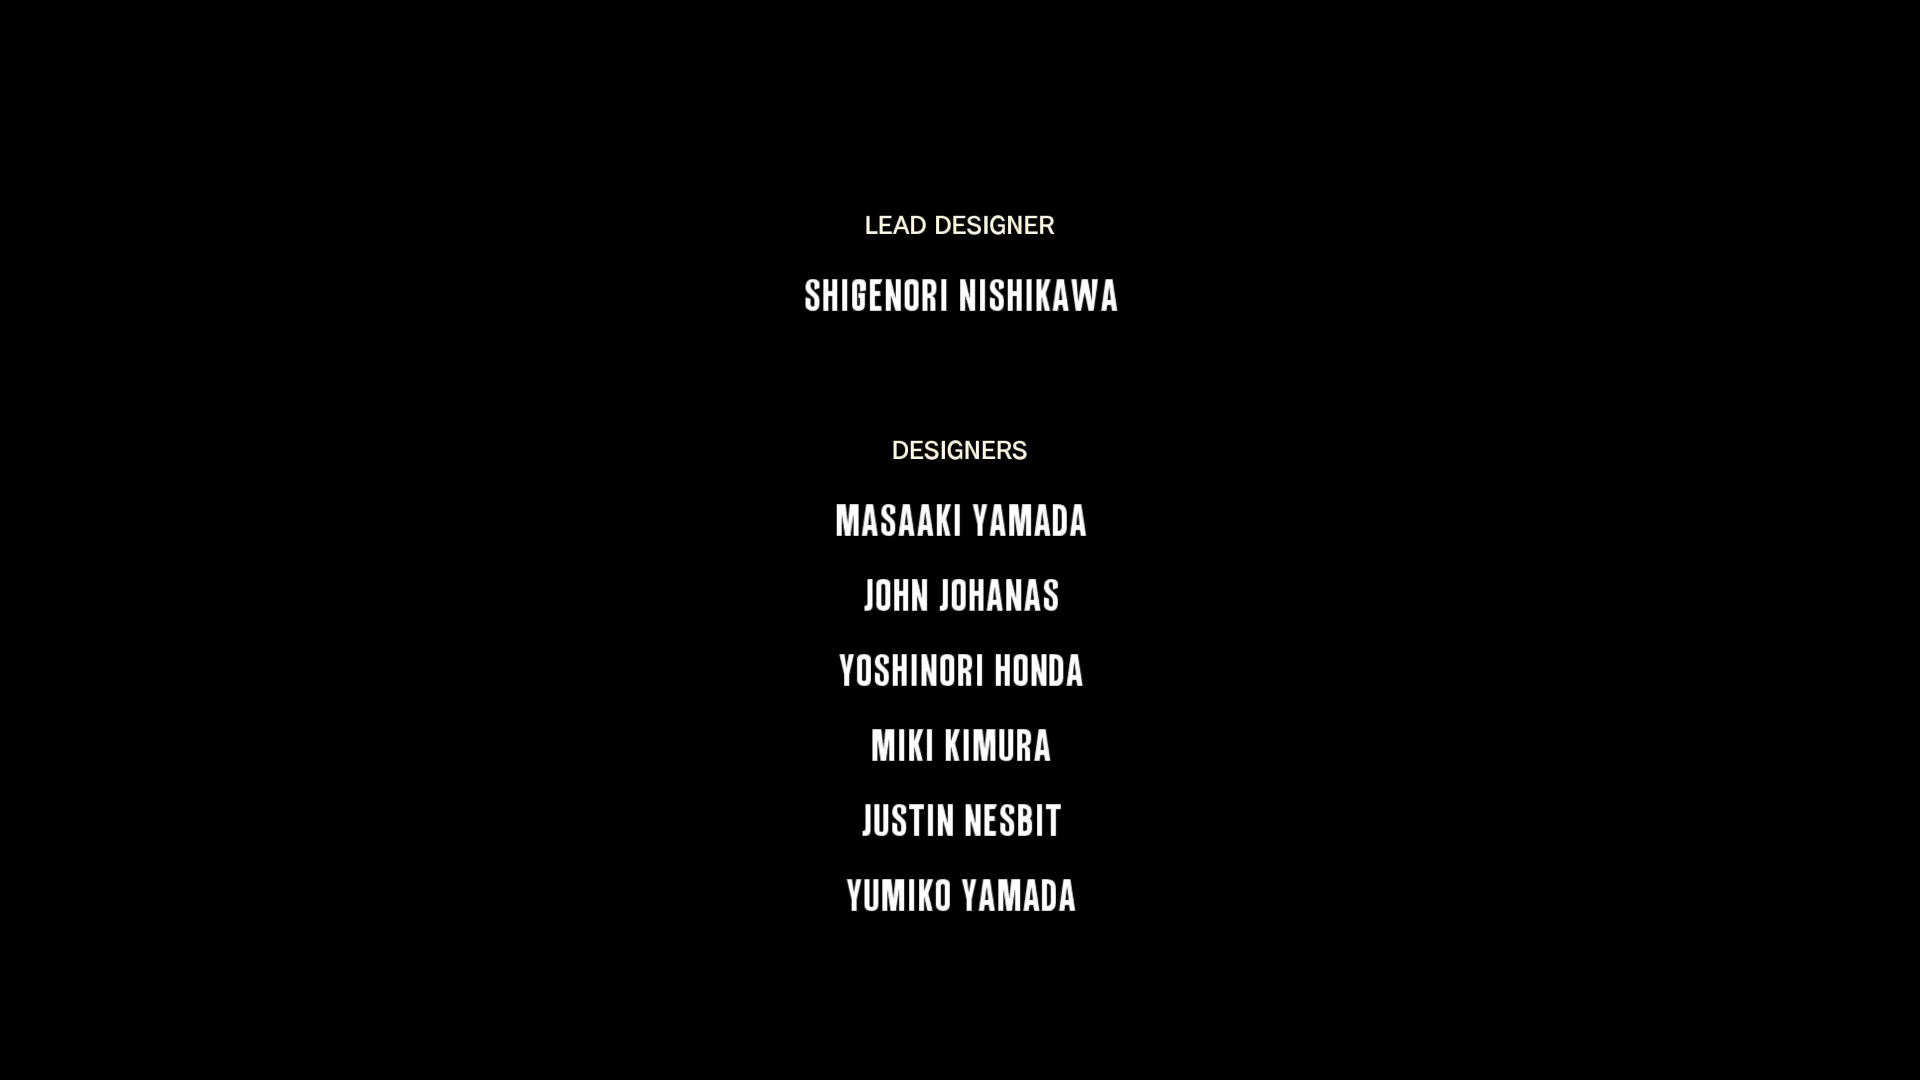 LEAD DESIGNER
SHIGENORI NISHIKAWA
DESIGNERS
MASAAKI YAMADA
JOHN JOHANAS
YOSHINORI HONDA
MIKI KIMURA
JUSTIN NESBIT
YUMIKO YAMADA